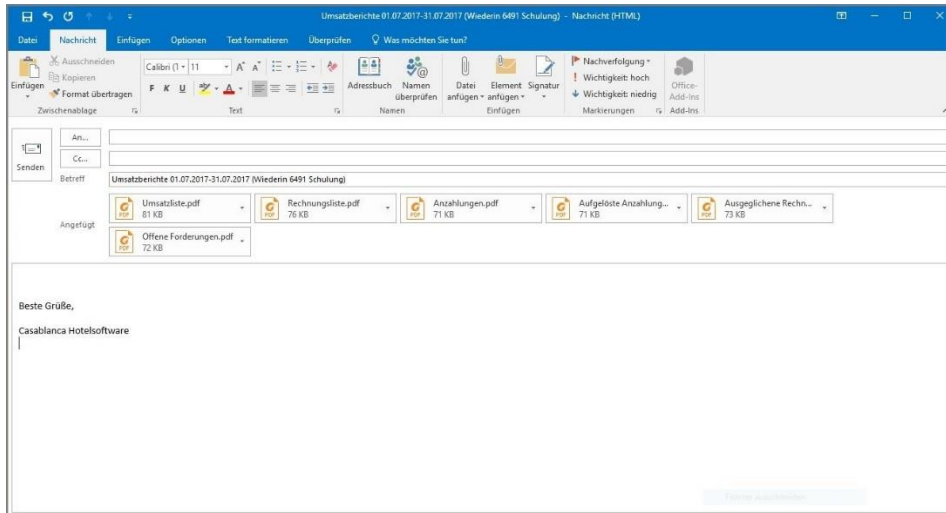 Umsatzberichte 01.07.2017-31.07.2017 (Wiederin 6491 Schulung) - Nachricht (HTML)
Datei Nachricht Einfügen Optionen Text formatieren Überprüfen Was möchten Sie tun?
Einfügen
Ausschneiden
Kopieren
Format übertragen
Zwischenablage
Calibri (T 11
F K U
Text
Adressbuch
Namen überprüfen
Namen
Datei anfügen
Element anfügen
Signatur
Einfügen
Nachverfolgung
Wichtigkeit: hoch
Wichtigkeit: niedrig
Markierungen
Office-Add-Ins
Add-Ins
Senden
An...
Cc...
Betreff Umsatzberichte 01.07.2017-31.07.2017 (Wiederin 6491 Schulung)
Angefügt
Umsatzliste.pdf
81 KB
Rechnungsliste.pdf
76 KB
Anzahlungen.pdf
71 KB
Aufgelöste Anzahlung...
71 KB
Ausgeglichene Rechn...
73 KB
Offene Forderungen.pdf
72 KB
Beste Grüße,
Casablanca Hotelsoftware